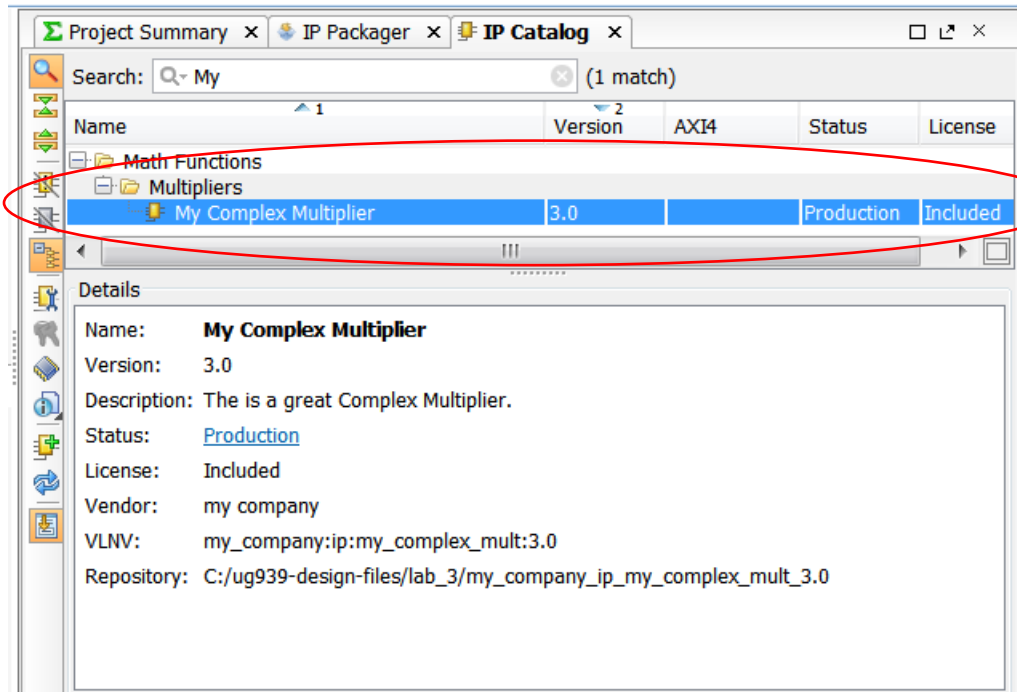 Project Summary IP Packager IP Catalog
Search: My (1 match)
1 2
Name Version AXI4 Status License
Math Functions
Multipliers
My Complex Multiplier 3.0 Production Included
Details
Name: My Complex Multiplier
Version: 3.0
Description: The is a great Complex Multiplier.
Status: Production
License: Included
Vendor: my company
VLNV: my_company:ip:my_complex_mult:3.0
Repository: C:/ug939-design-files/lab_3/my_company_ip_my_complex_mult_3.0